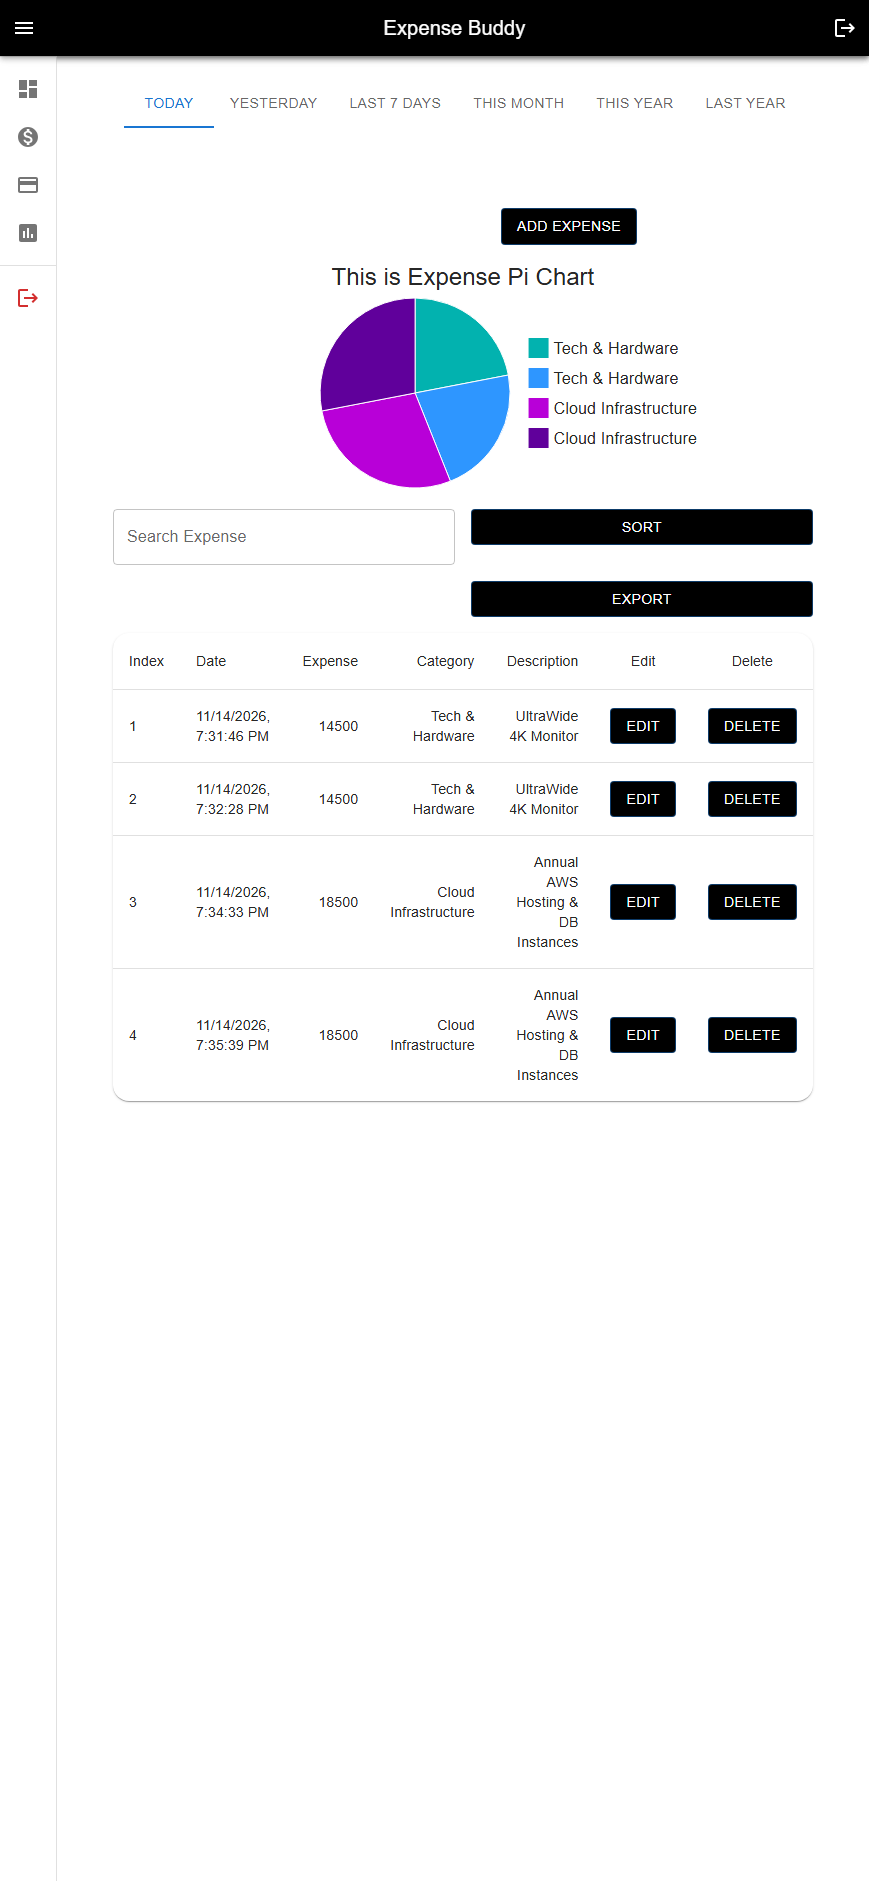 Expense Buddy
TODAY YESTERDAY LAST 7 DAYS THIS MONTH THIS YEAR LAST YEAR
ADD EXPENSE
This is Expense Pi Chart
Tech & Hardware
Tech & Hardware
Cloud Infrastructure
Cloud Infrastructure
Search Expense
SORT
EXPORT
Index Date Expense Category Description Edit Delete
1
11/14/2026,
7:31:46 PM
14500
Tech &
Hardware
UltraWide
4K Monitor
EDIT
DELETE
2
11/14/2026,
7:32:28 PM
14500
Tech &
Hardware
UltraWide
4K Monitor
EDIT
DELETE
3
11/14/2026,
7:34:33 PM
18500
Cloud
Infrastructure
Annual
AWS
Hosting &
DB
Instances
EDIT
DELETE
4
11/14/2026,
7:35:39 PM
18500
Cloud
Infrastructure
Annual
AWS
Hosting &
DB
Instances
EDIT
DELETE